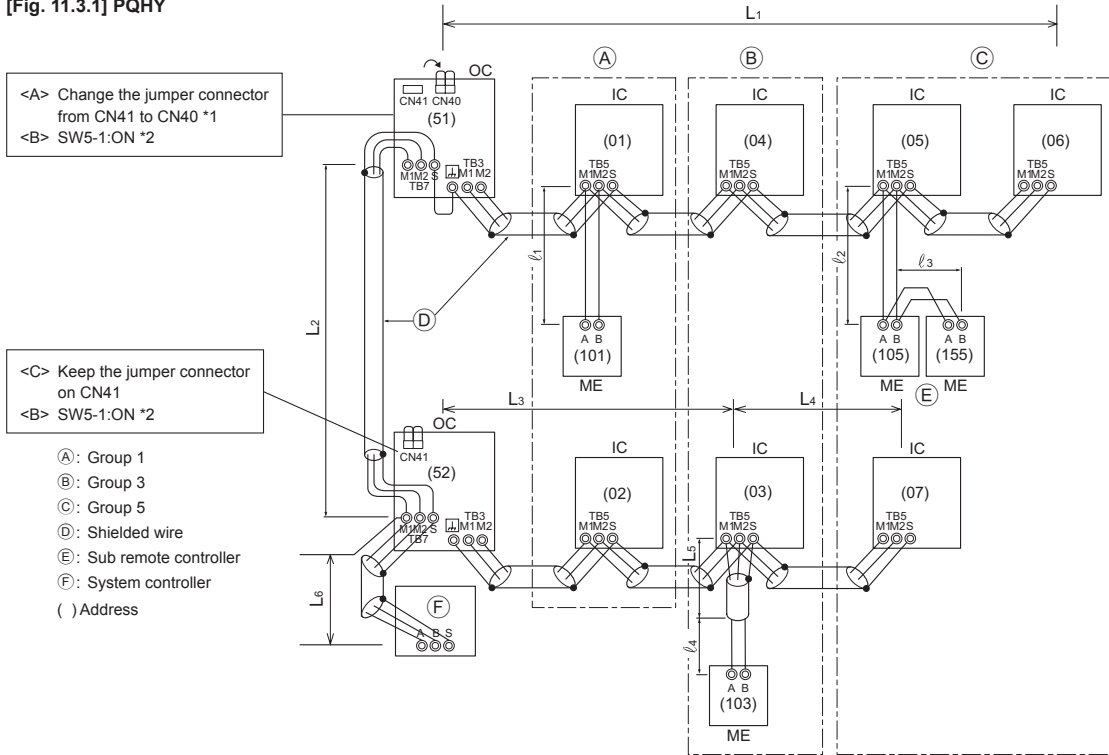 [Fig. 11.3.1] PQHY
L1
<A> Change the jumper connector
from CN41 to CN40 *1
<B> SW5-1:ON *2
OC
CN41 CN40
(51)
M1M2 S
TB7
TB3
M1 M2
A
B
C
IC
(01)
TB5
M1M2S
IC
(04)
TB5
M1M2S
IC
(05)
TB5
M1M2S
IC
(06)
TB5
M1M2S
ℓ1
ℓ2
ℓ3
L2
D
A B
(101)
ME
A B
(105)
ME
A B
(155)
ME
E
<C> Keep the jumper connector
on CN41
<B> SW5-1:ON *2
L3
L4
OC
CN41
(52)
M1M2 S
TB7
TB3
M1 M2
IC
(02)
TB5
M1M2S
IC
(03)
TB5
M1M2S
IC
(07)
TB5
M1M2S
A: Group 1
B: Group 3
C: Group 5
D: Shielded wire
E: Sub remote controller
F: System controller
( ) Address
L5
L6
F
A B S
ℓ4
A B
(103)
ME